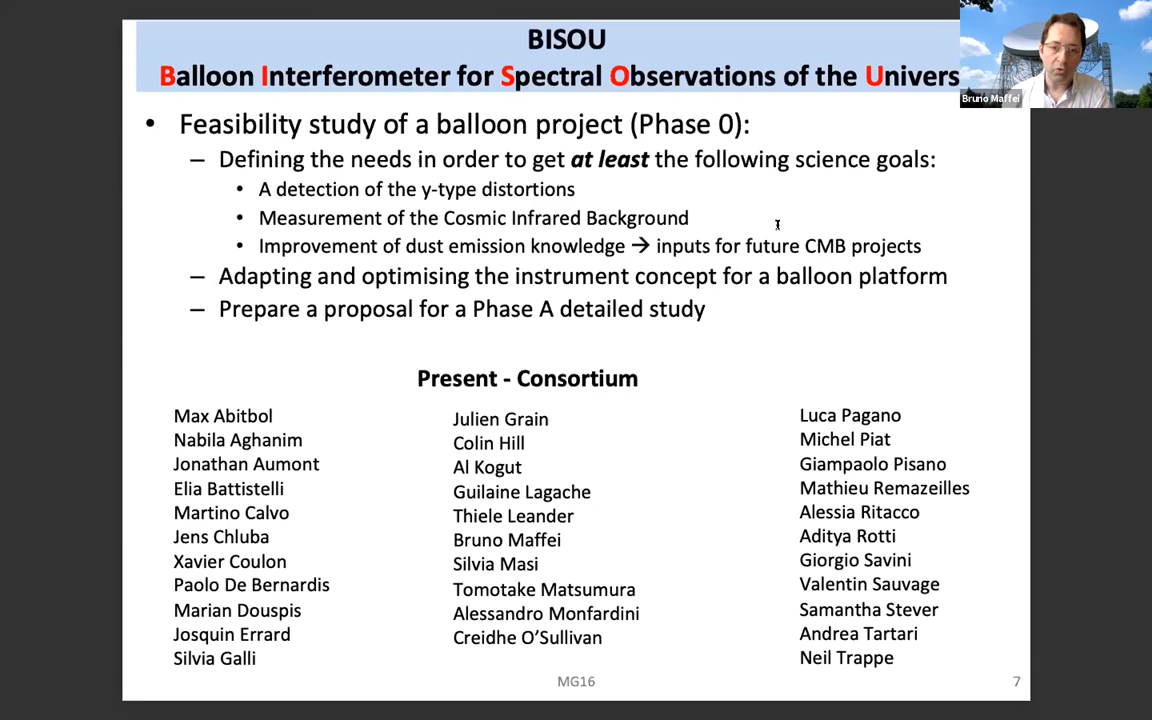 BISOU
Balloon Interferometer for Spectral Observations of the Univers
Bruno Maffei
• Feasibility study of a balloon project (Phase 0):
– Defining the needs in order to get at least the following science goals:
• A detection of the y-type distortions
• Measurement of the Cosmic Infrared Background
• Improvement of dust emission knowledge → inputs for future CMB projects
– Adapting and optimising the instrument concept for a balloon platform
– Prepare a proposal for a Phase A detailed study
Present - Consortium
Max Abitbol
Nabila Aghanim
Jonathan Aumont
Elia Battistelli
Martino Calvo
Jens Chluba
Xavier Coulon
Paolo De Bernardis
Marian Douspis
Josquin Errard
Silvia Galli
Julien Grain
Colin Hill
Al Kogut
Guilaine Lagache
Thiele Leander
Bruno Maffei
Silvia Masi
Tomotake Matsumura
Alessandro Monfardini
Creidhe O’Sullivan
Luca Pagano
Michel Piat
Giampaolo Pisano
Mathieu Remazeilles
Alessia Ritacco
Aditya Rotti
Giorgio Savini
Valentin Sauvage
Samantha Stever
Andrea Tartari
Neil Trappe
MG16
7